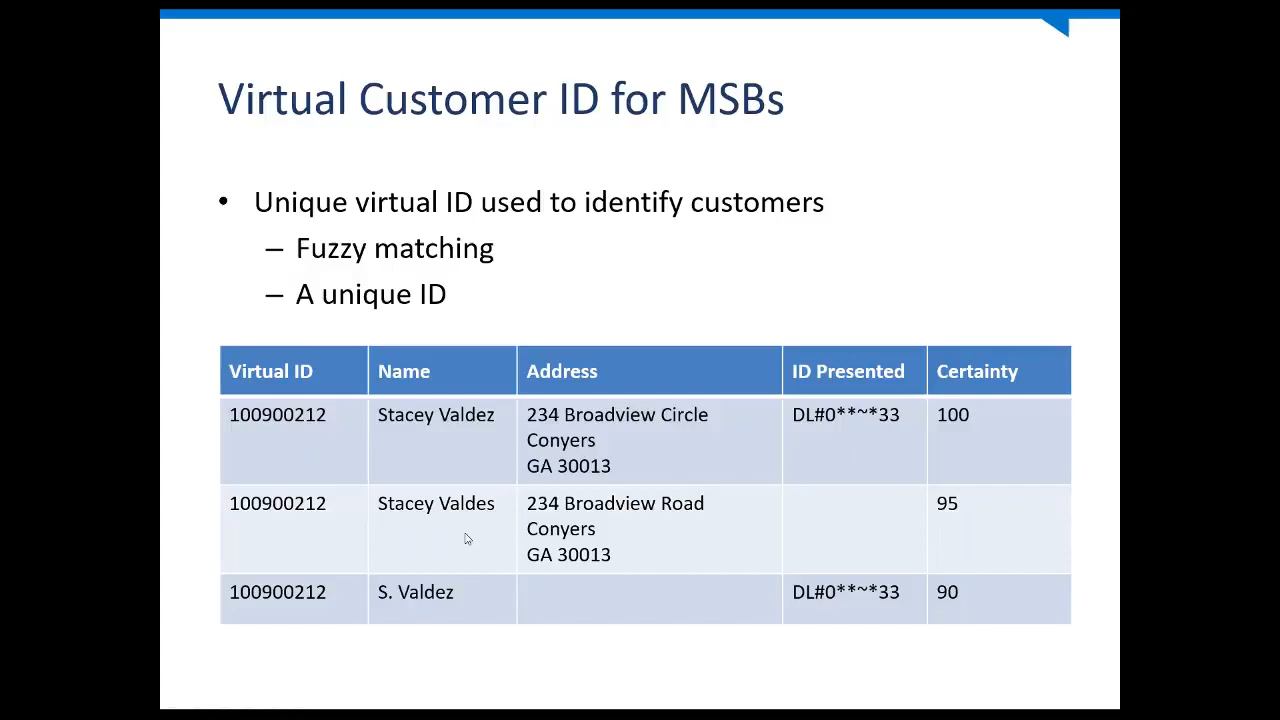 Virtual Customer ID for MSBs
• Unique virtual ID used to identify customers
– Fuzzy matching
– A unique ID
Virtual ID Name Address ID Presented Certainty
100900212 Stacey Valdez 234 Broadview Circle DL#0**~*33 100
Conyers
GA 30013
100900212 Stacey Valdes 234 Broadview Road 95
Conyers
GA 30013
100900212 S. Valdez DL#0**~*33 90